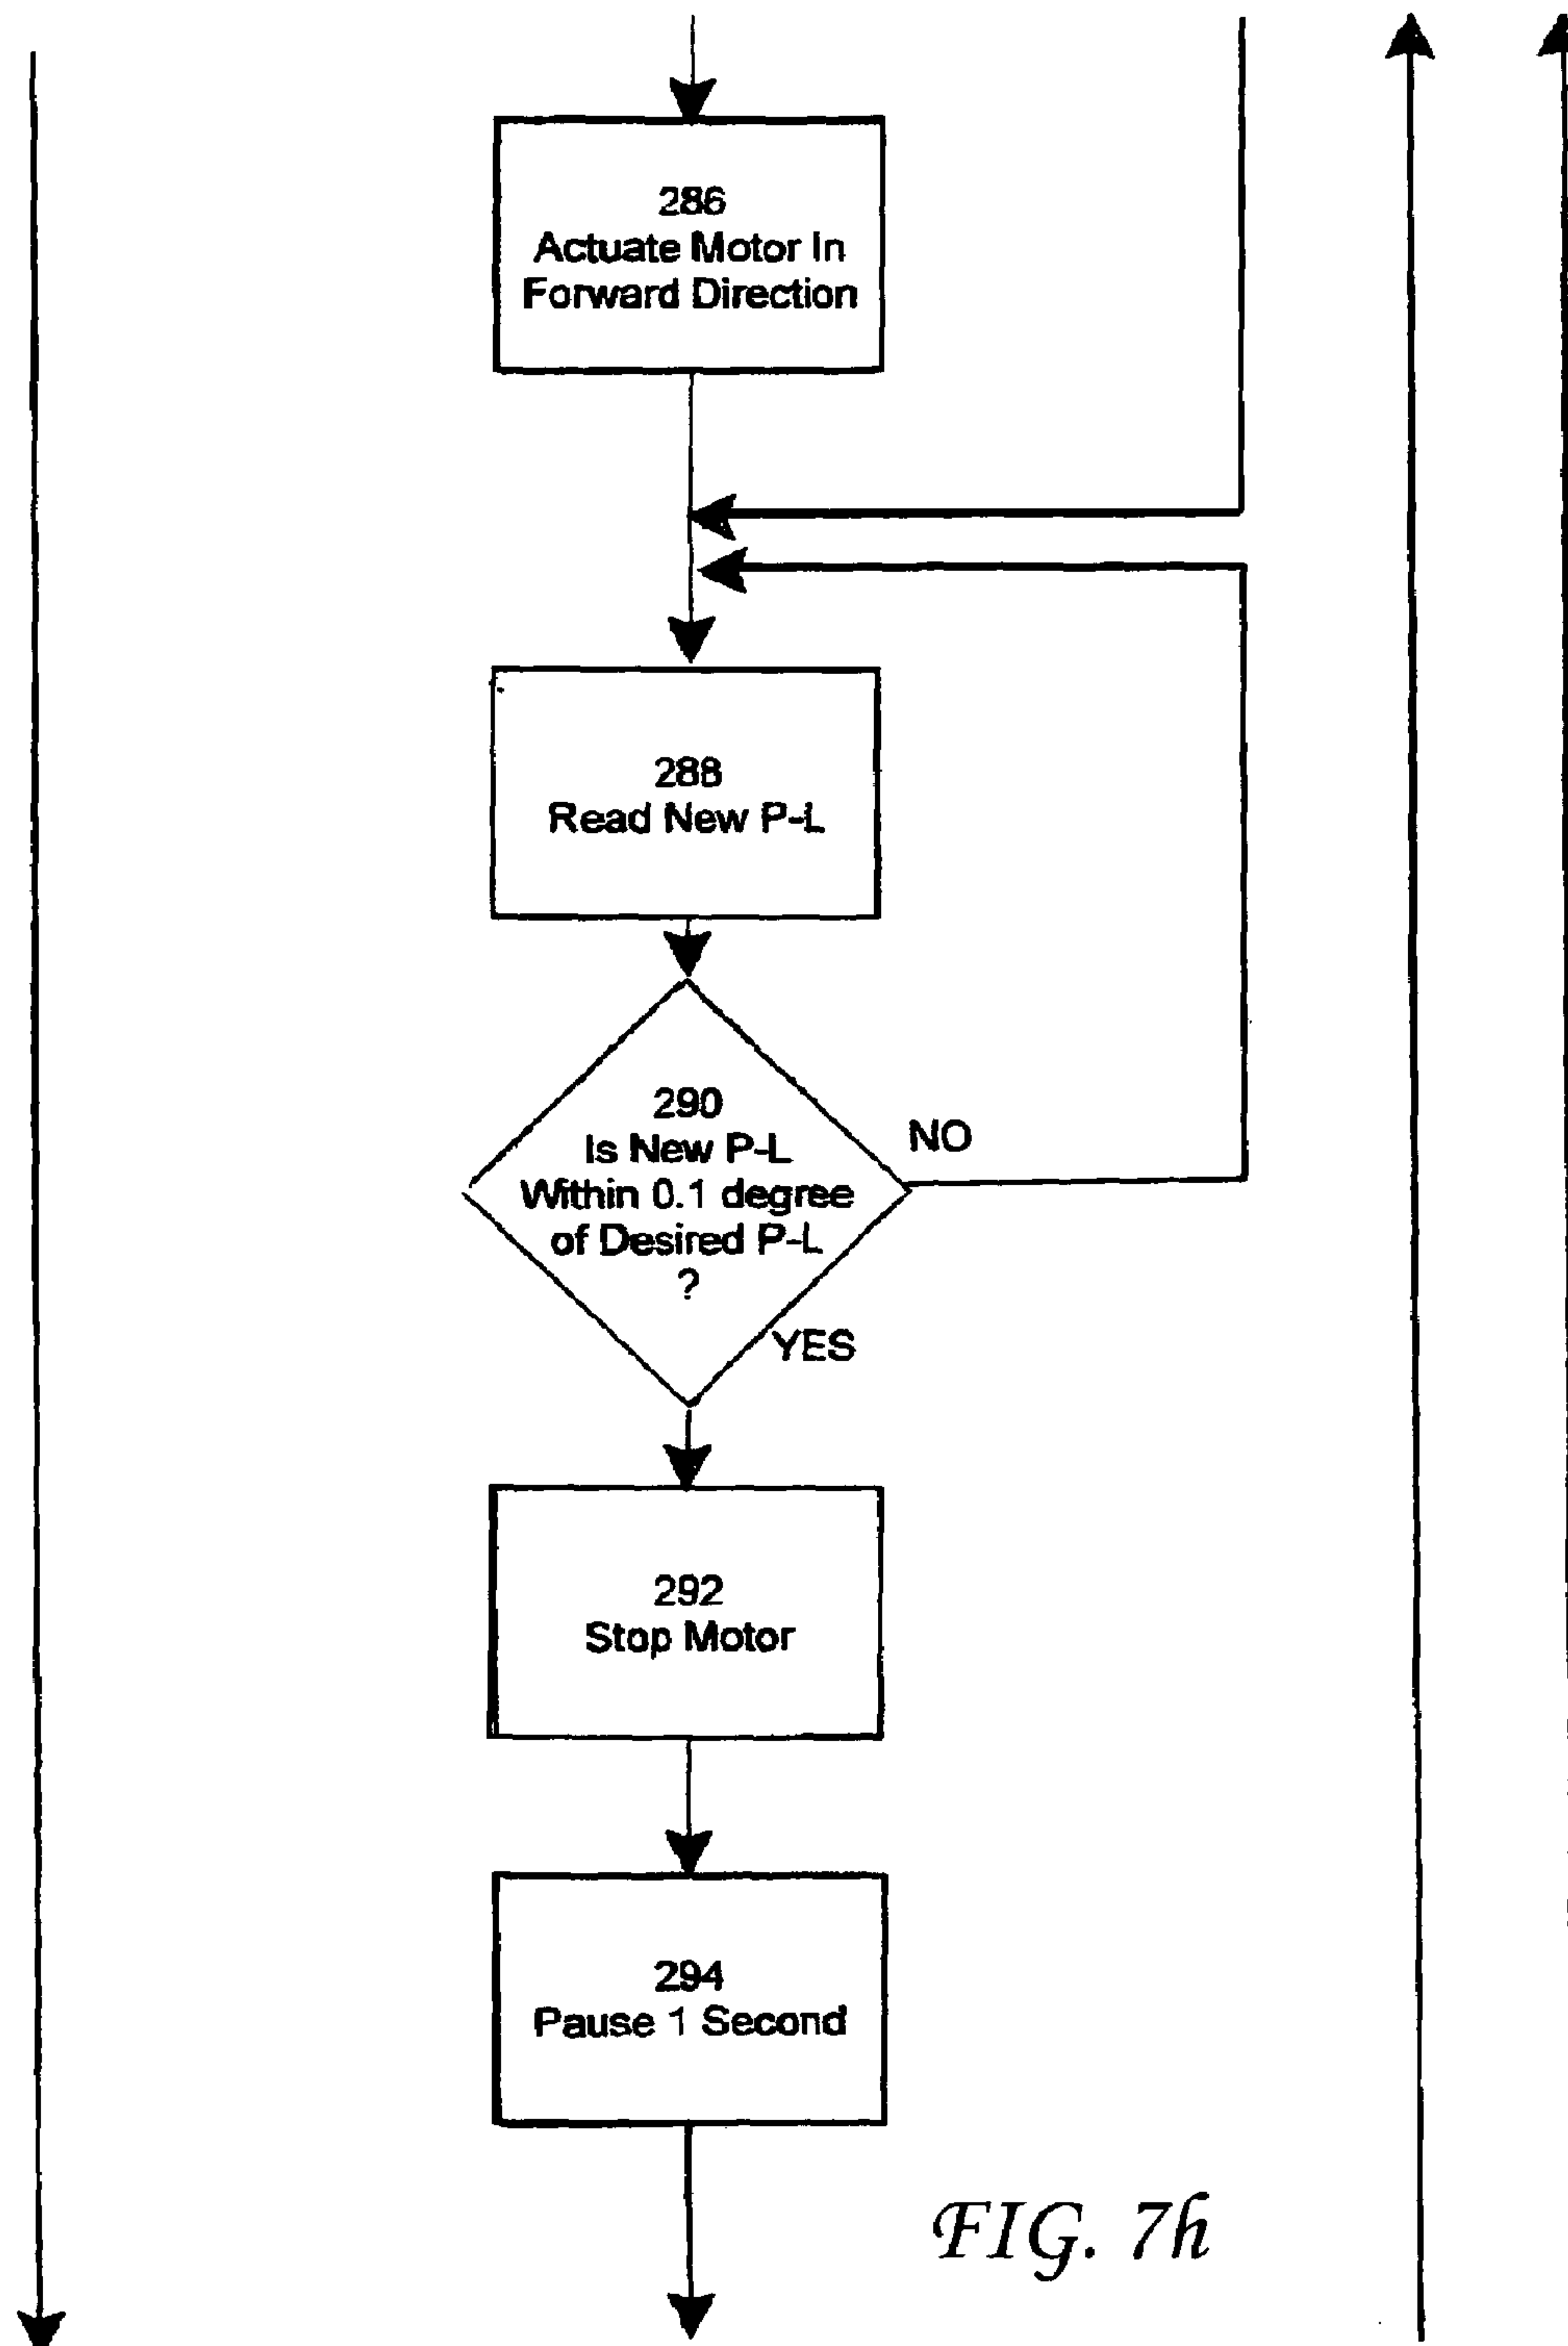 286
Actuate Motor In
Forward Direction
288
Read New P-L
290
Is New P-L
Within 0.1 degree
of Desired P-L
?
NO
YES
292
Stop Motor
294
Pause 1 Second
FIG. 7h